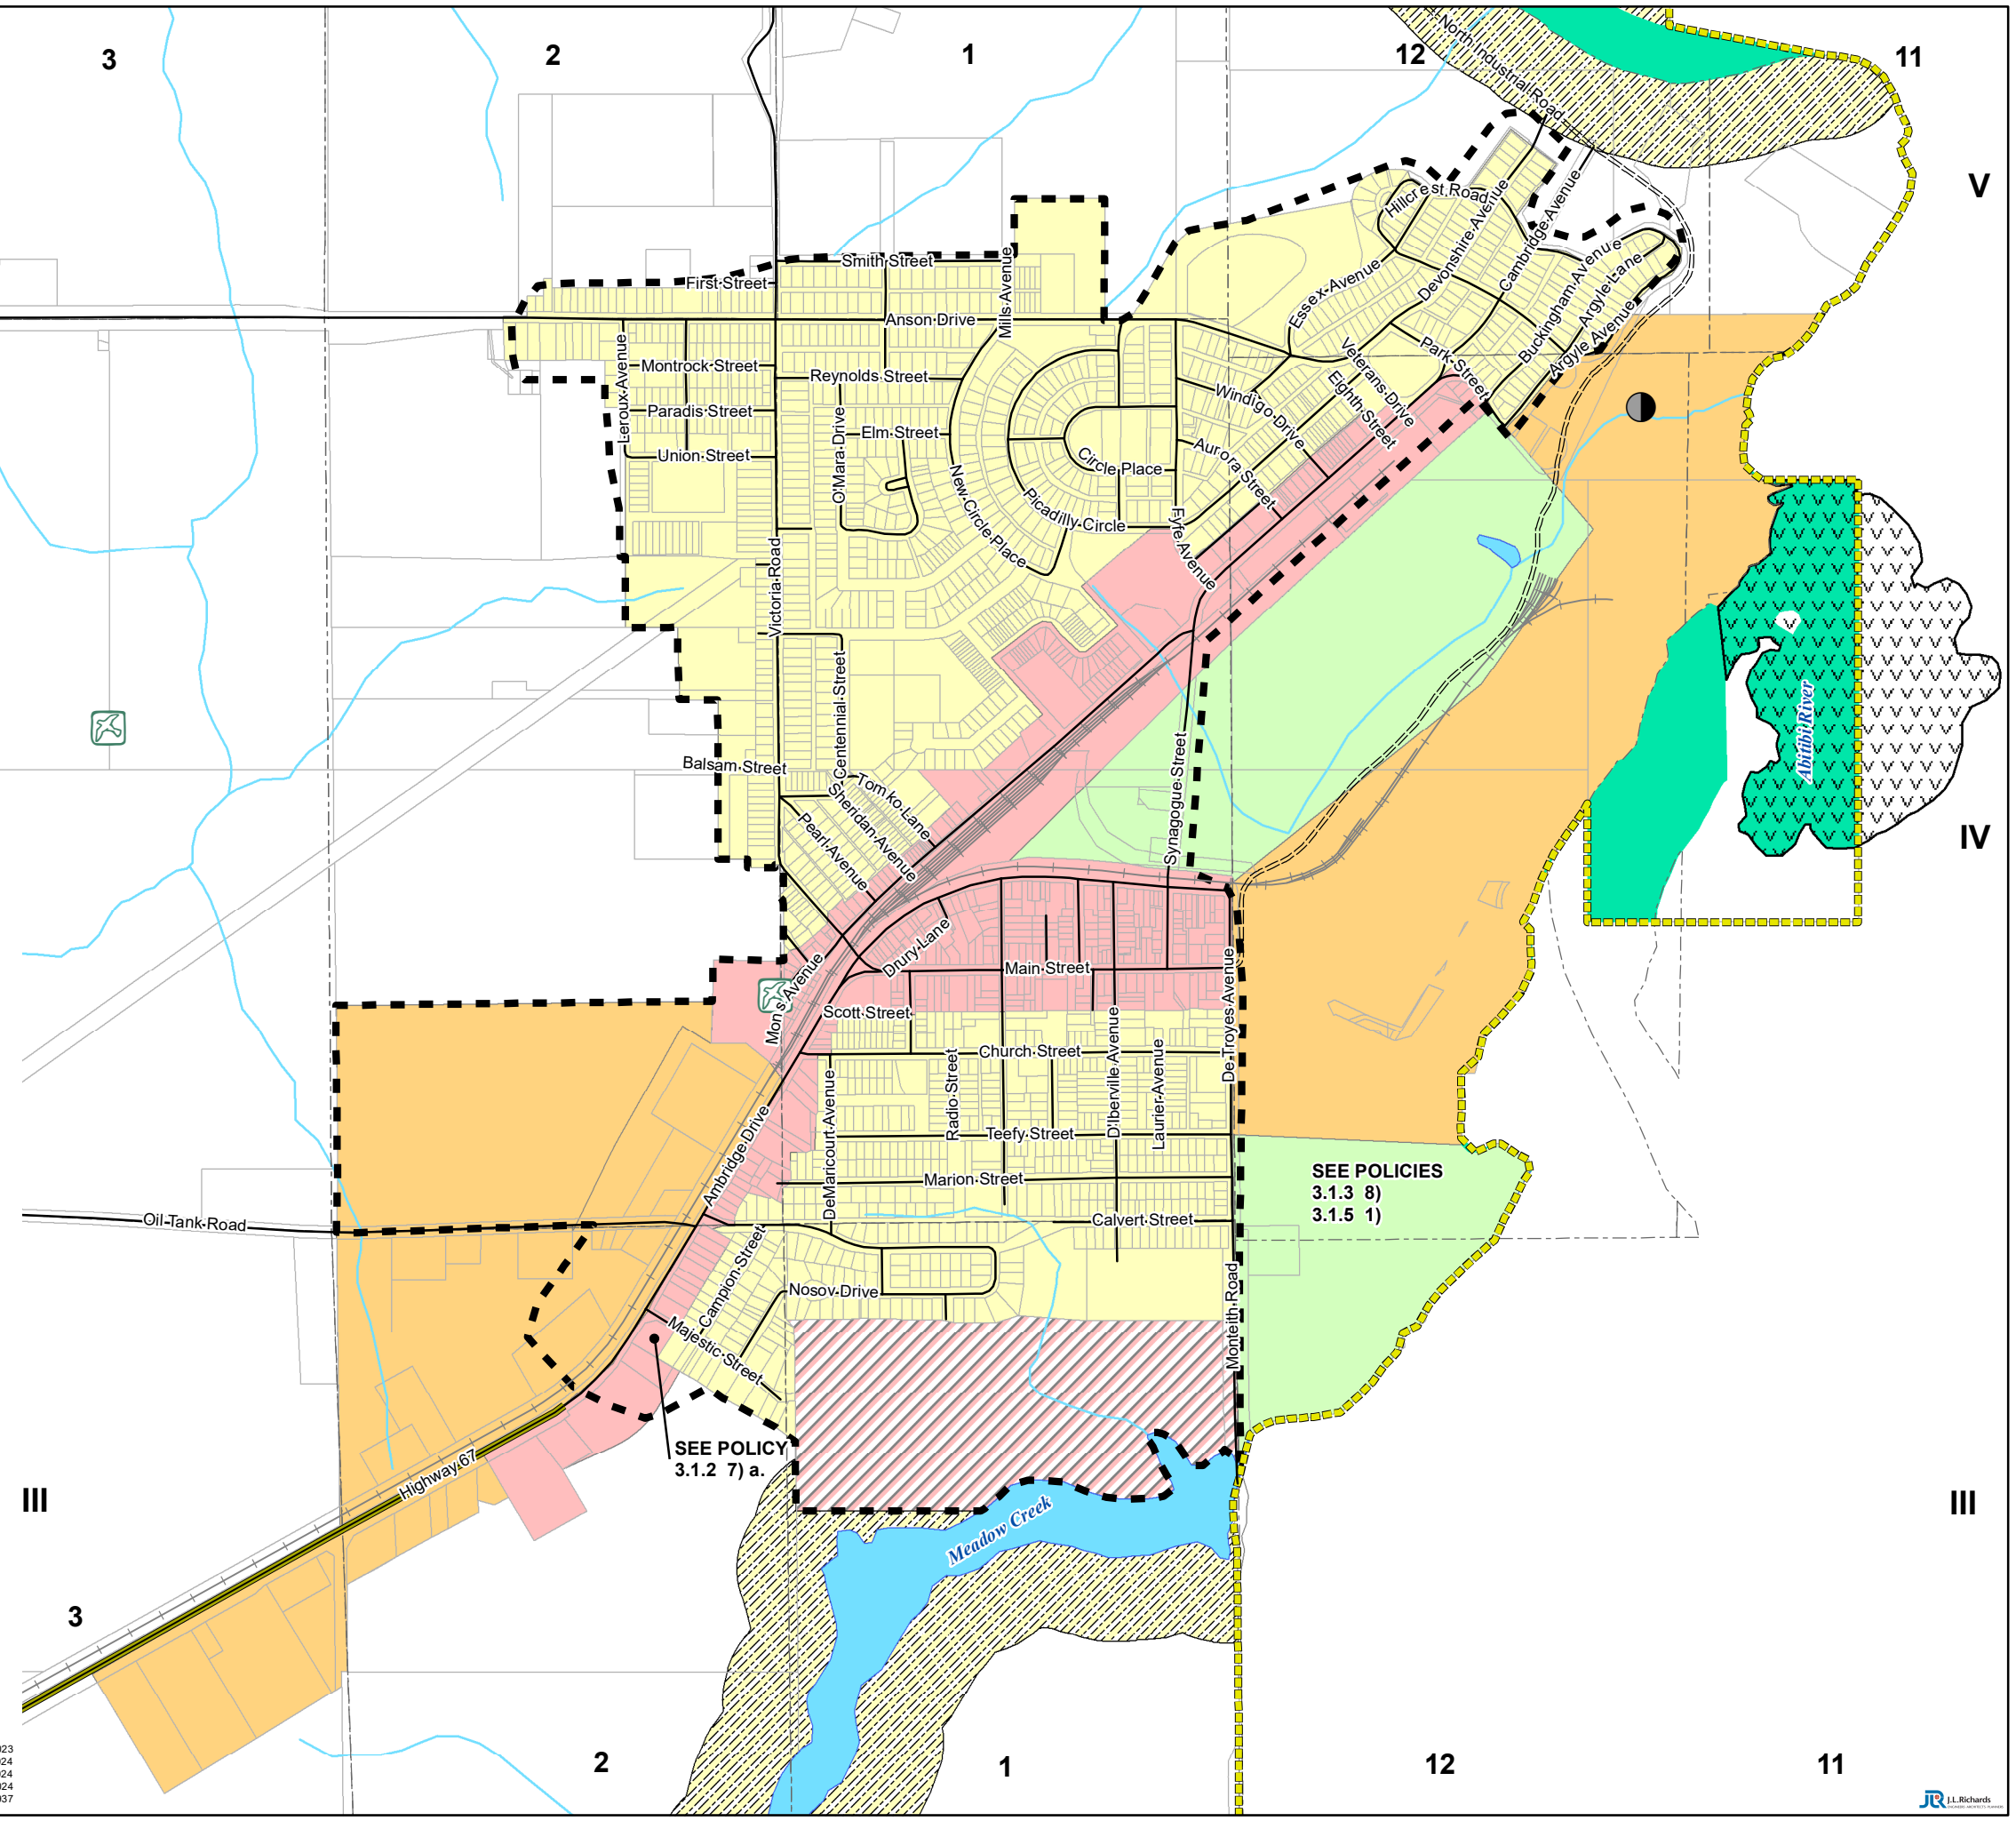 3
2
1
12
11
North Industrial Road
V
Hillcrest Road
Devonshire Avenue
Cambridge Avenue
Smith Street
Mills Avenue
First Street
Essex Avenue
Buckingham Avenue
Argyle Lane
Argyle Avenue
Anson Drive
Leroux Avenue
Montrock Street
Reynolds Street
Veterans Drive
Park Street
Eighth Street
Windigo Drive
Paradis Street
O'Mara Drive
Elm Street
Union Street
Circle Place
Aurora Street
New Circle Place
Picadilly Circle
Fyfe Avenue
Victoria Road
Centennial Street
Abitibi River
Balsam Street
Tomko Lane
Sheridan Avenue
Pearl Avenue
Synagogue Street
IV
Drury Lane
Main Street
Mons Avenue
Scott Street
De Troyes Avenue
Church Street
Radio Street
D'Iberville Avenue
Laurier Avenue
DeMaricourt Avenue
Ambridge Drive
Teefy Street
Marion Street
SEE POLICIES
3.1.3 8)
3.1.5 1)
Oil Tank Road
Calvert Street
Campion Street
Nosov Drive
Monteith Road
Majestic Street
SEE POLICY
3.1.2 7) a.
Highway 67
III
Meadow Creek
III
3
2
1
12
11
023
024
024
024
037
JLR J.L.Richards